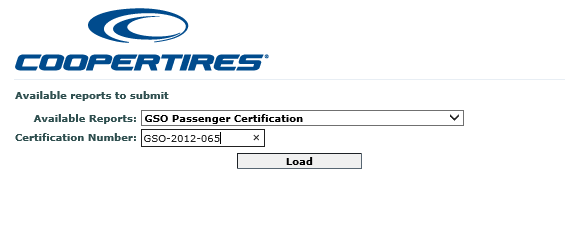 COOPERTIRES®
Available reports to submit
Available Reports: GSO Passenger Certification
Certification Number: GSO-2012-065 ×
Load